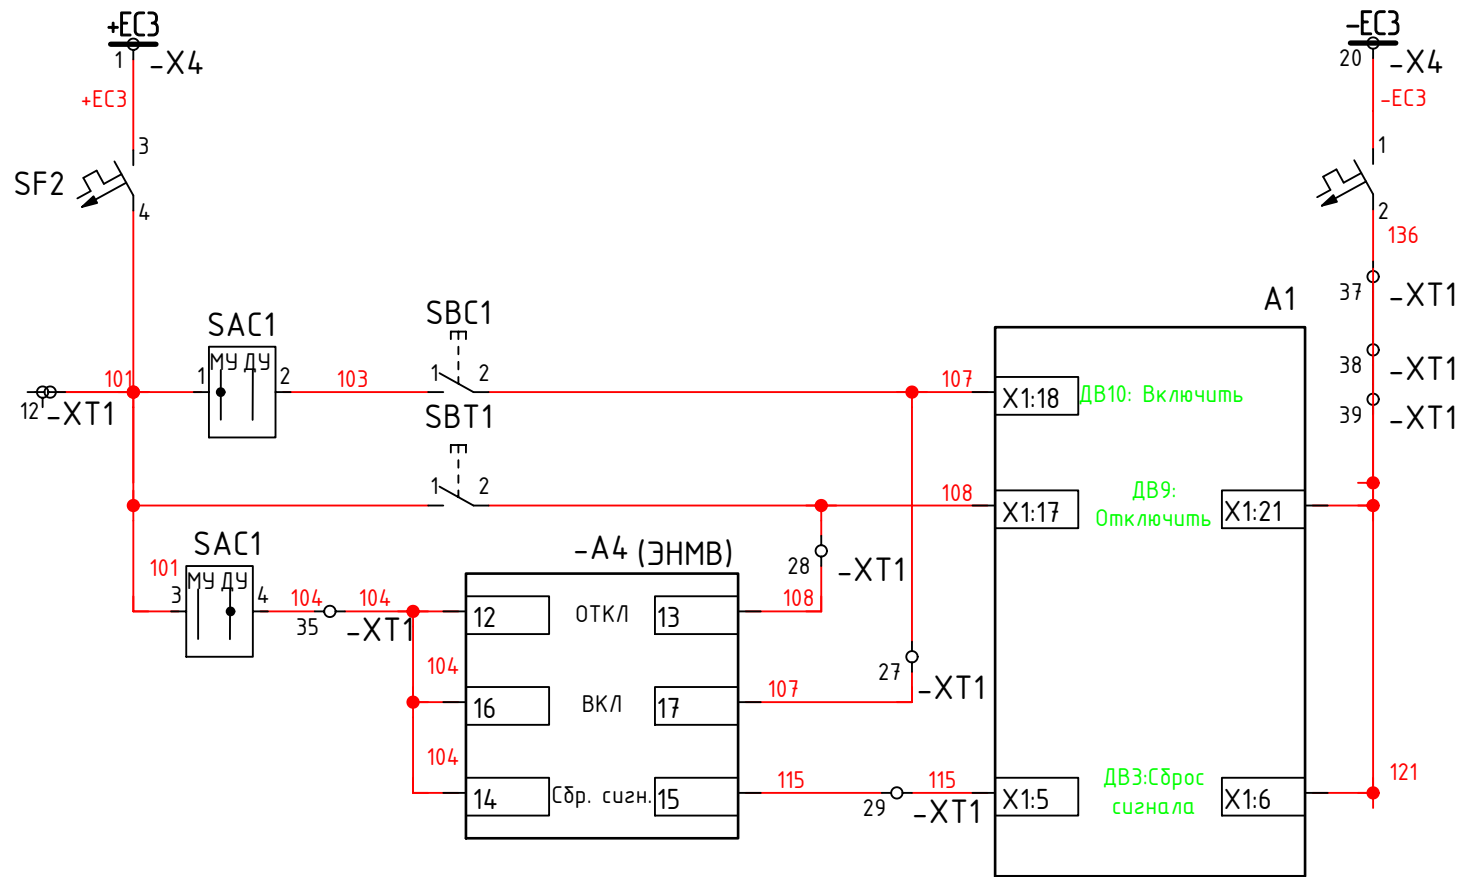 +EC3
-EC3
1
-X4
20
-X4
+EC3
-EC3
3
1
SF2
4
2
136
37
-XT1
A1
SBC1
SAC1
38
-XT1
МУ ДУ
101
1
2
103
1
2
107
X1:18
ДВ10: Включить
12
-XT1
39
-XT1
SBT1
1
2
108
X1:17
ДВ9:
Отключить
X1:21
SAC1
-A4 (ЭНМВ)
28
-XT1
101
МУ ДУ
3
4
104
104
108
35
-XT1
12
ОТКЛ
13
104
27
-XT1
107
16
ВКЛ
17
104
115
115
ДВ3:Сброс
сигнала
121
14
Сбр. сигн.
15
29
-XT1
X1:5
X1:6